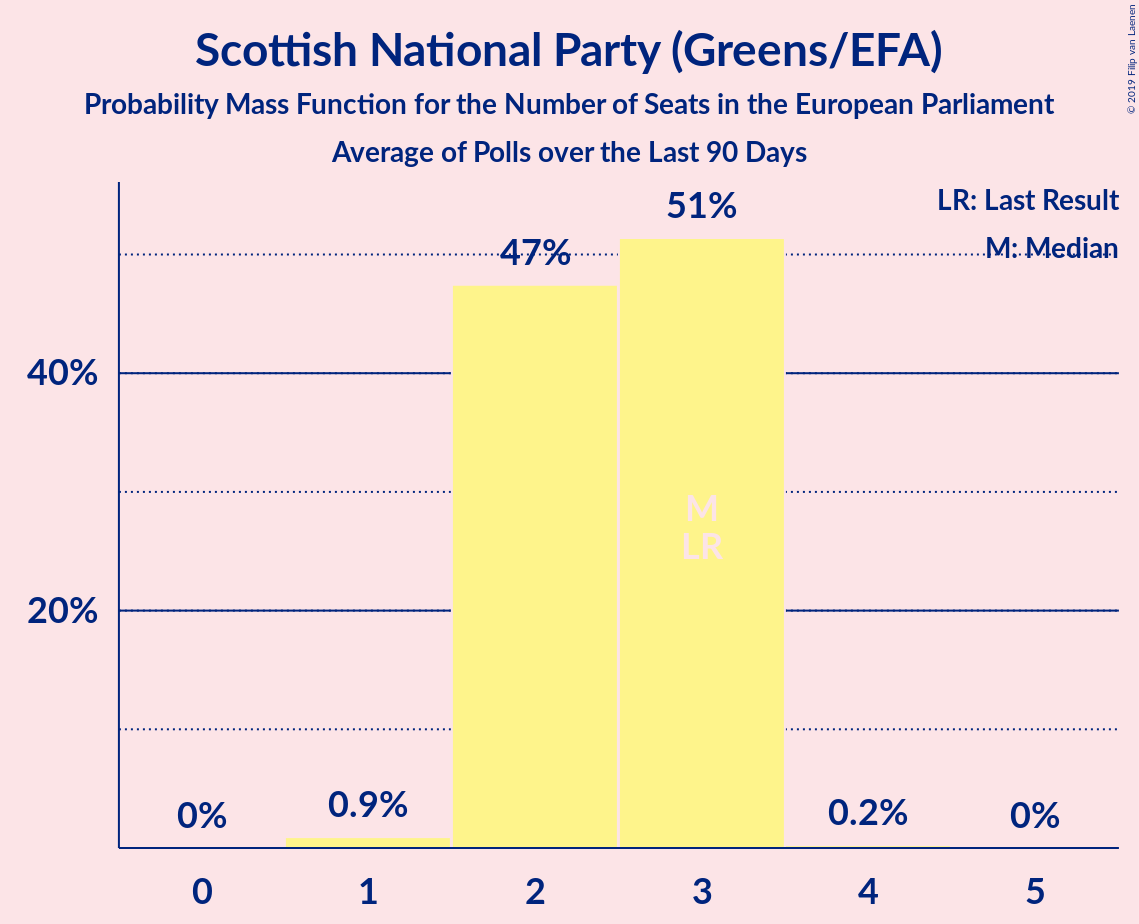 Scottish National Party (Greens/EFA)
Probability Mass Function for the Number of Seats in the European Parliament
Average of Polls over the Last 90 Days
© 2019 Filip van Laenen
LR: Last Result
M: Median
51%
47%
40%
M
LR
20%
0%
0.9%
0.2%
0%
0 1 2 3 4 5